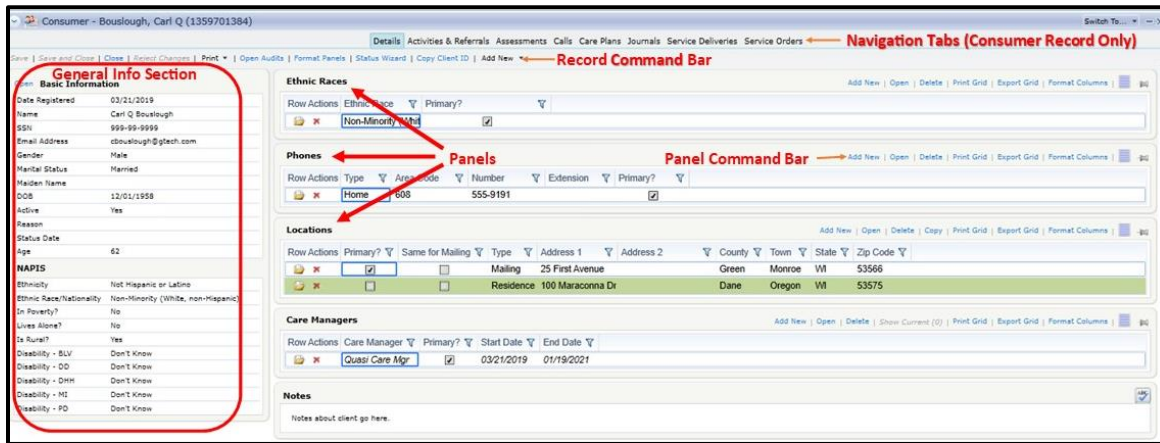 Consumer - Bouslough, Carl Q (1359701384) Switch To...
Details Activities & Referrals Assessments Calls Care Plans Journals Service Deliveries Service Orders Navigation Tabs (Consumer Record Only)
Save | Save and Close | Close | Reject Changes | Print | Open Audits | Format Panels | Status Wizard | Copy Client ID | Add New Record Command Bar
General Info Section
Open Basic Information
Date Registered 03/21/2019
Name Carl Q Bouslough
SSN 999-99-9999
Email Address cbouslough@gtech.com
Gender Male
Marital Status Married
Maiden Name
DOB 12/01/1958
Active Yes
Reason
Status Date
Age 62
NAPIS
Ethnicity Not Hispanic or Latino
Ethnic Race/Nationality Non-Minority (White, non-Hispanic)
In Poverty? No
Lives Alone? No
Is Rural? Yes
Disability - BLV Don't Know
Disability - DD Don't Know
Disability - DHH Don't Know
Disability - MI Don't Know
Disability - PD Don't Know
Ethnic Races Add New | Open | Delete | Print Grid | Export Grid | Format Columns |
Row Actions Ethnic Race Primary?
Non-Minority (Whit
Panels
Phones Panel Command Bar Add New | Open | Delete | Print Grid | Export Grid | Format Columns |
Row Actions Type Area Code Number Extension Primary?
Home 608 555-9191
Locations Add New | Open | Delete | Copy | Print Grid | Export Grid | Format Columns |
Row Actions Primary? Same for Mailing Type Address 1 Address 2 County Town State Zip Code
Mailing 25 First Avenue Green Monroe WI 53566
Residence 100 Maraconna Dr Dane Oregon WI 53575
Care Managers Add New | Open | Delete | Show Current (0) | Print Grid | Export Grid | Format Columns |
Row Actions Care Manager Primary? Start Date End Date
Quasi Care Mgr 03/21/2019 01/19/2021
Notes ABC
Notes about client go here.